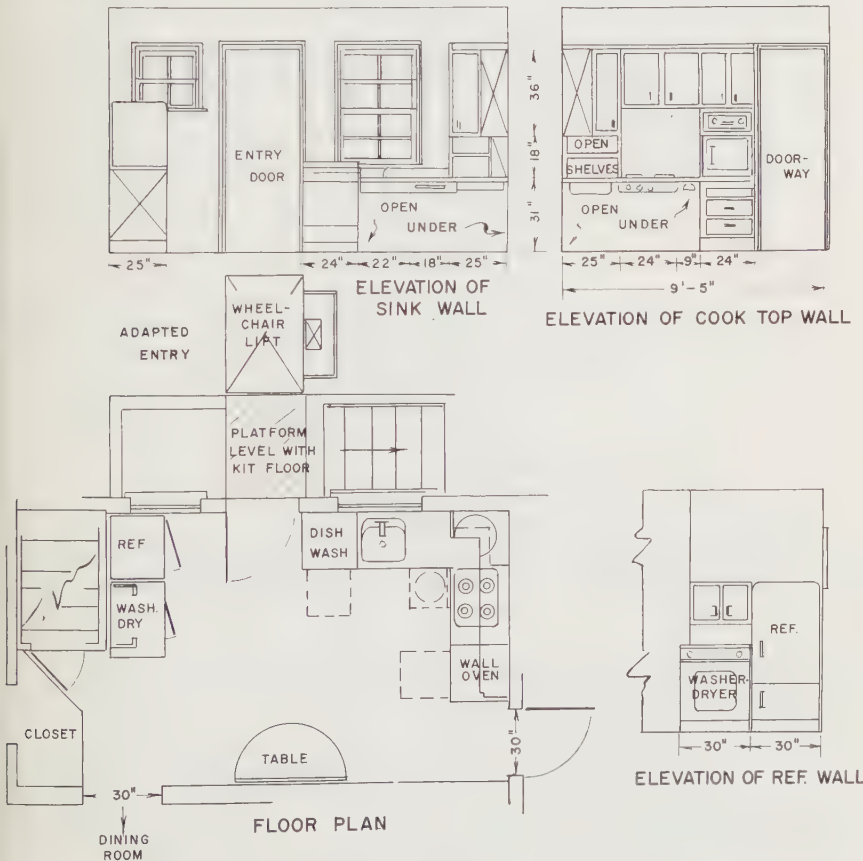 ENTRY
DOOR
OPEN
UNDER
25"
24"
22"
18"
25"
ELEVATION OF
SINK WALL
36"
18"
31"
OPEN
SHELVES
OPEN
UNDER
DOOR-
WAY
25"
24"
9"
24"
9'-5"
ELEVATION OF COOK TOP WALL
ADAPTED
ENTRY
WHEEL-
CHAIR
LIFT
PLATFORM
LEVEL WITH
KIT FLOOR
REF
WASH.
DRY
DISH
WASH
WALL
OVEN
CLOSET
TABLE
30"
30"
DINING
ROOM
FLOOR PLAN
REF.
WASHER-
DRYER
30"
30"
ELEVATION OF REF. WALL